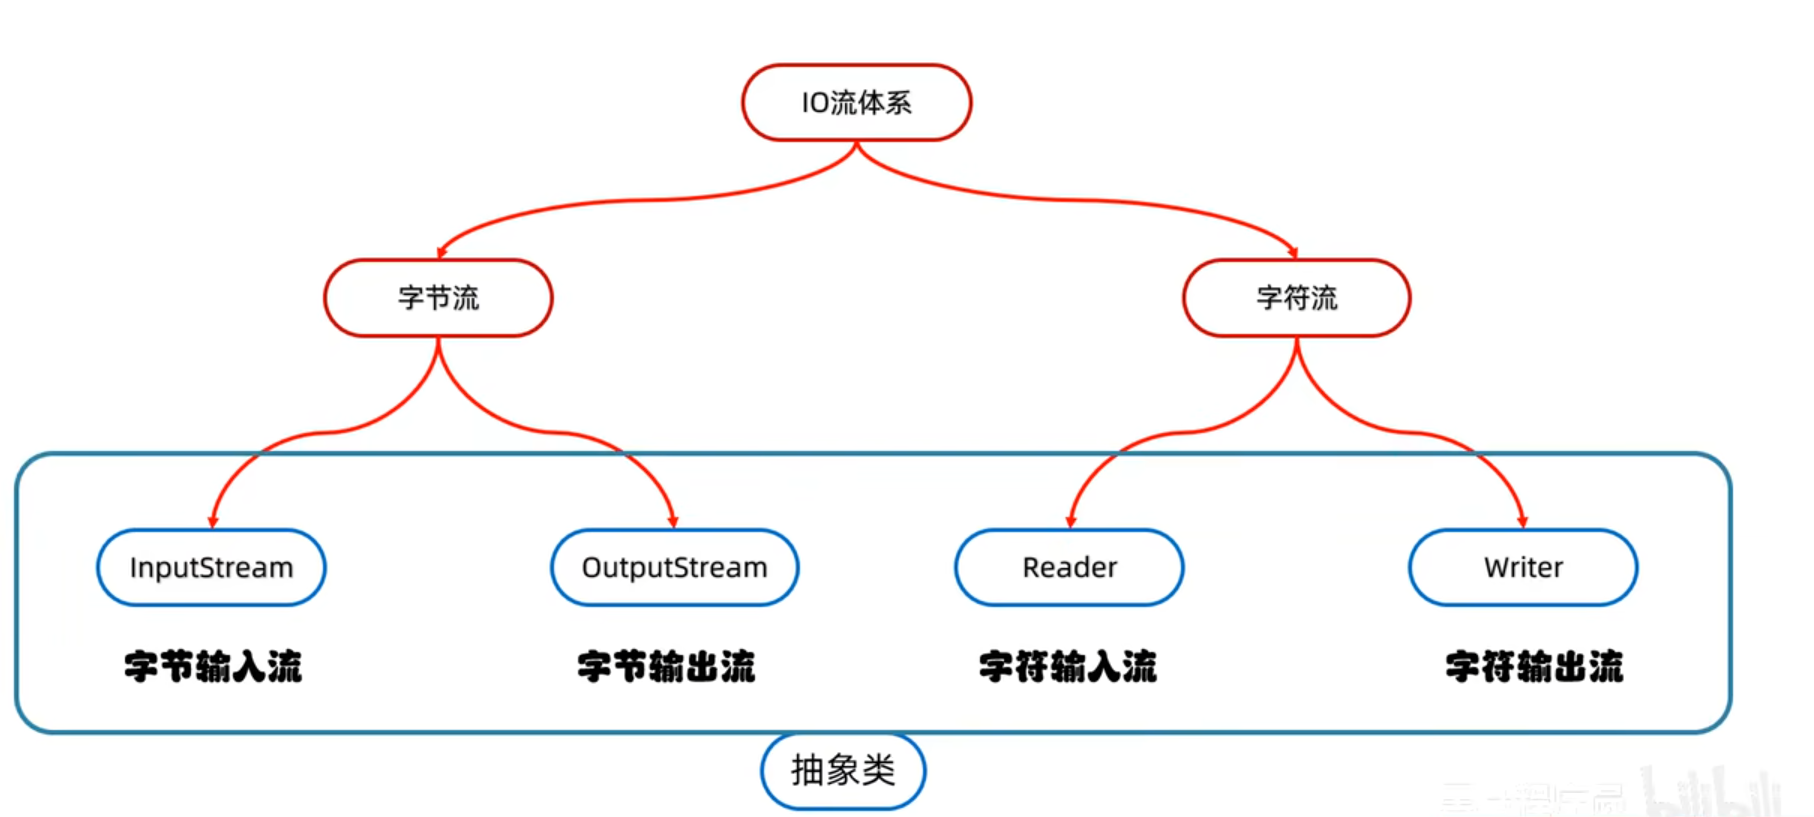 IO流体系
字节流
字符流
InputStream
OutputStream
Reader
Writer
字节输入流
字节输出流
字符输入流
字符输出流
抽象类
bilibili